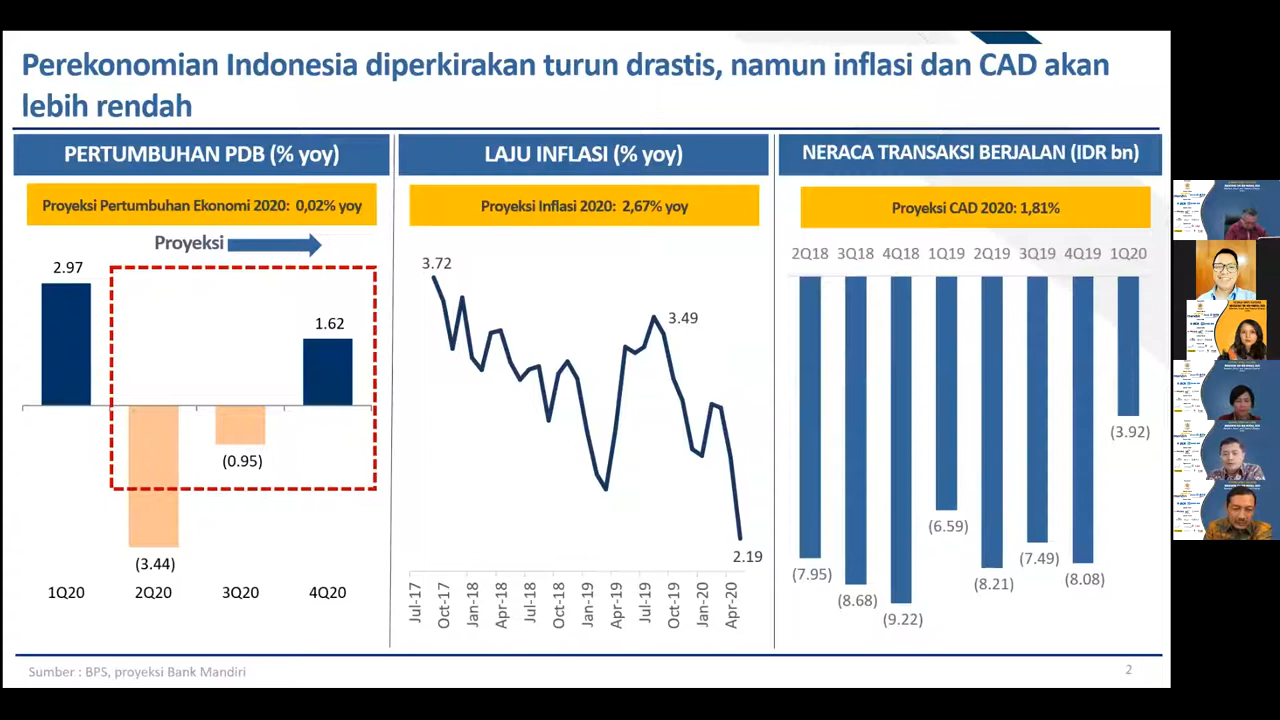 Perekonomian Indonesia diperkirakan turun drastis, namun inflasi dan CAD akan
lebih rendah
PERTUMBUHAN PDB (% yoy)
Proyeksi Pertumbuhan Ekonomi 2020: 0,02% yoy
Proyeksi
2.97
1.62
(0.95)
(3.44)
1Q20 2Q20 3Q20 4Q20
LAJU INFLASI (% yoy)
Proyeksi Inflasi 2020: 2,67% yoy
3.72
3.49
2.19
Jul-17 Oct-17 Jan-18 Apr-18 Jul-18 Oct-18 Jan-19 Apr-19 Jul-19 Oct-19 Jan-20 Apr-20
NERACA TRANSAKSI BERJALAN (IDR bn)
Proyeksi CAD 2020: 1,81%
2Q18 3Q18 4Q18 1Q19 2Q19 3Q19 4Q19 1Q20
(3.92)
(6.59)
(7.49)
(7.95)
(8.21)
(8.08)
(8.68)
(9.22)
Sumber : BPS, proyeksi Bank Mandiri
2